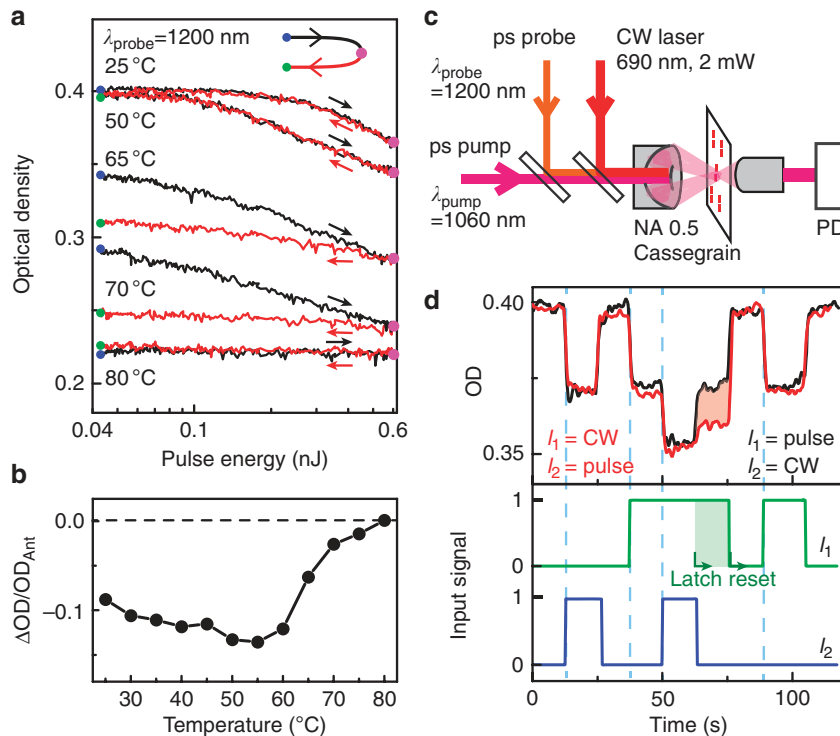 a
λprobe=1200 nm
25 °C
50 °C
65 °C
70 °C
80 °C
0.4
0.3
0.2
Optical density
0.04
0.1
0.6
Pulse energy (nJ)
b
0.0
−0.1
ΔOD/ODAnt
30
40
50
60
70
80
Temperature (°C)
c
ps probe
CW laser
690 nm, 2 mW
λprobe
=1200 nm
ps pump
λpump
=1060 nm
NA 0.5
Cassegrain
PD
d
0.40
0.35
OD
I1 = CW
I2 = pulse
I1 = pulse
I2 = CW
1
0
I1
Latch reset
1
0
I2
Input signal
0
50
100
Time (s)